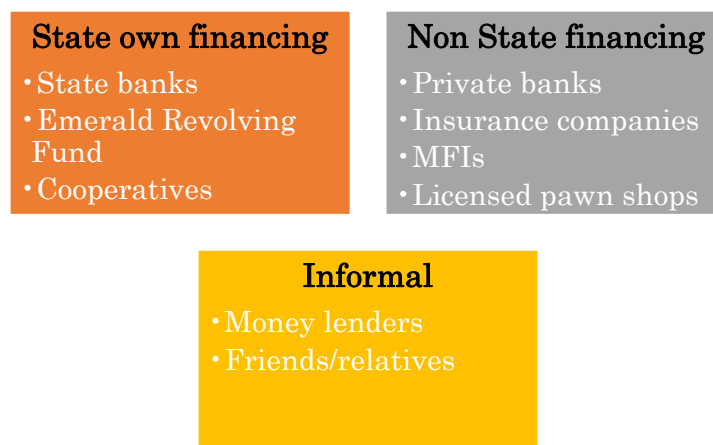 State own financing
•State banks
•Emerald Revolving
Fund
•Cooperatives
Non State financing
•Private banks
•Insurance companies
•MFIs
•Licensed pawn shops
Informal
•Money lenders
•Friends/relatives